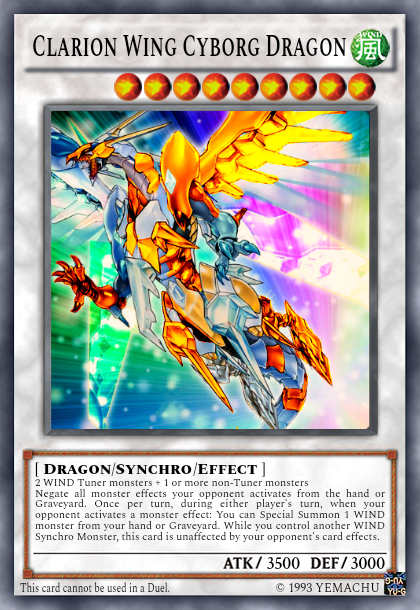 CLARION WING CYBORG DRAGON
WIND
風
[ DRAGON/SYNCHRO/EFFECT ]
2 WIND Tuner monsters + 1 or more non-Tuner monsters
Negate all monster effects your opponent activates from the hand or
Graveyard. Once per turn, during either player's turn, when your
opponent activates a monster effect: You can Special Summon 1 WIND
monster from your hand or Graveyard. While you control another WIND
Synchro Monster, this card is unaffected by your opponent's card effects.
ATK / 3500 DEF / 3000
This card cannot be used in a Duel.
© 1993 YEMACHU
YU-G